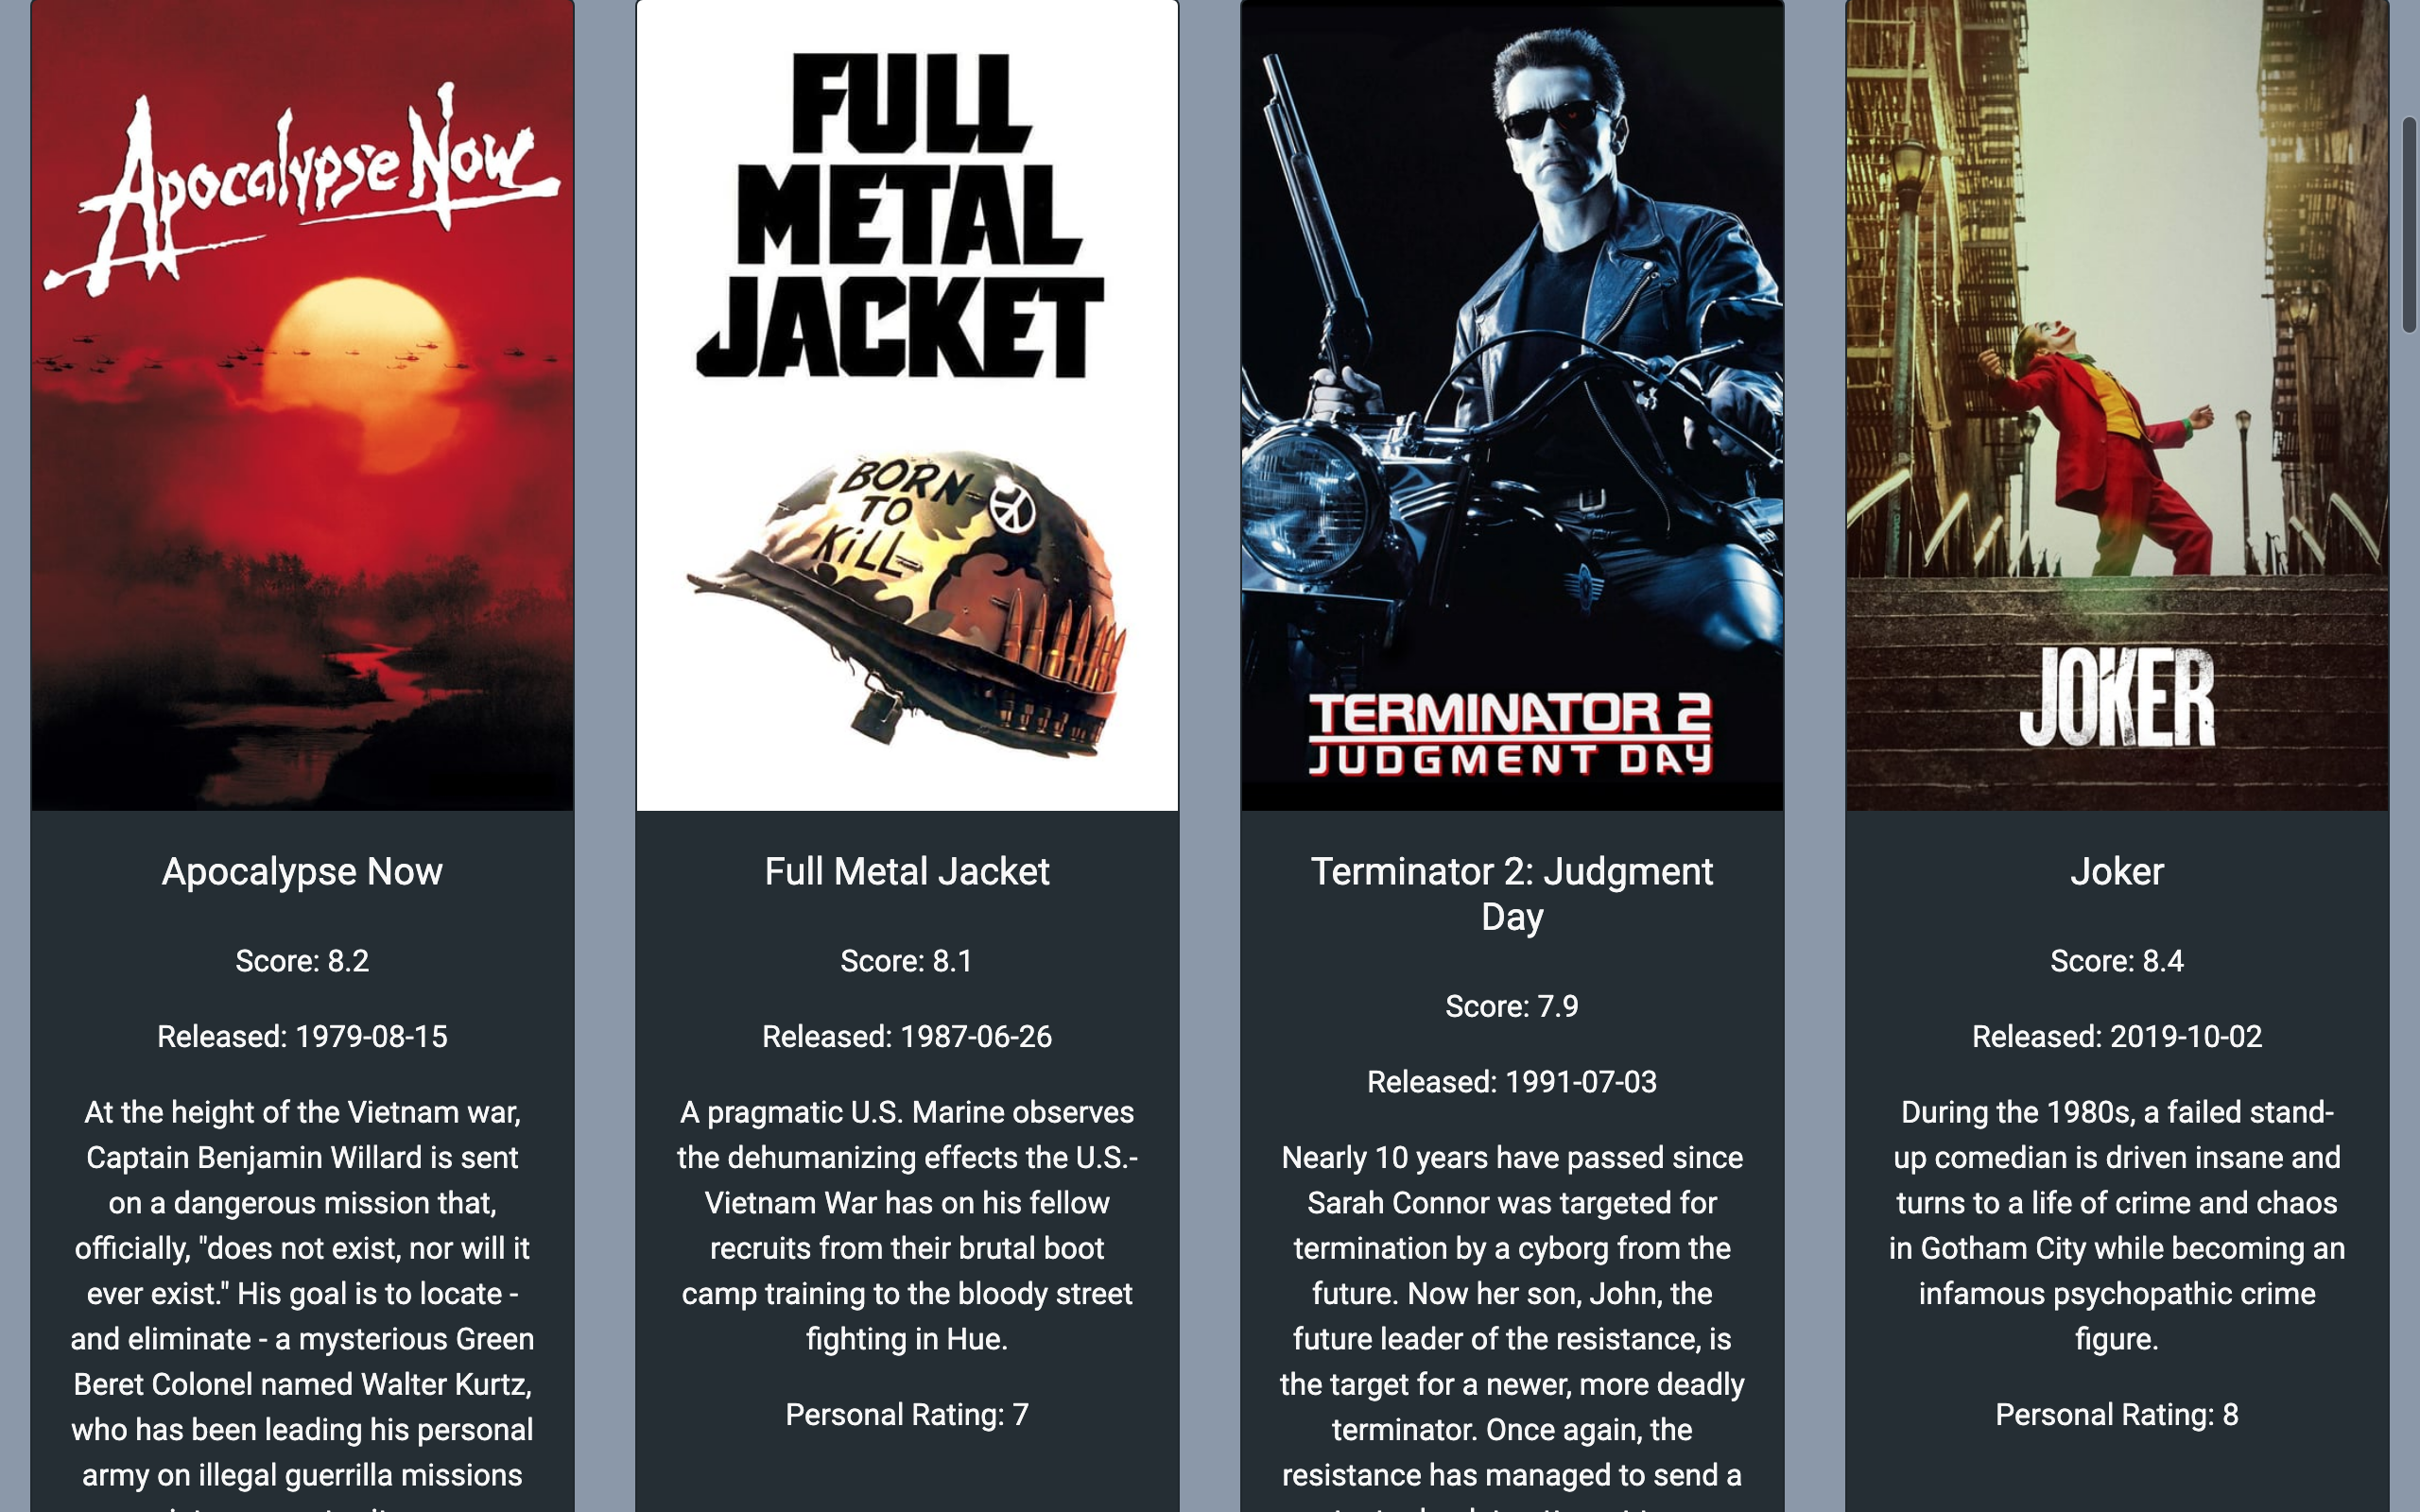 Apocalypse Now
Apocalypse Now
Score: 8.2
Released: 1979-08-15
At the height of the Vietnam war,
Captain Benjamin Willard is sent
on a dangerous mission that,
officially, "does not exist, nor will it
ever exist." His goal is to locate -
and eliminate - a mysterious Green
Beret Colonel named Walter Kurtz,
who has been leading his personal
army on illegal guerrilla missions
FULL
METAL
JACKET
BORN
TO
KiLL
Full Metal Jacket
Score: 8.1
Released: 1987-06-26
A pragmatic U.S. Marine observes
the dehumanizing effects the U.S.-
Vietnam War has on his fellow
recruits from their brutal boot
camp training to the bloody street
fighting in Hue.
Personal Rating: 7
TERMINATOR 2
JUDGMENT DAY
Terminator 2: Judgment
Day
Score: 7.9
Released: 1991-07-03
Nearly 10 years have passed since
Sarah Connor was targeted for
termination by a cyborg from the
future. Now her son, John, the
future leader of the resistance, is
the target for a newer, more deadly
terminator. Once again, the
resistance has managed to send a
JOKER
Joker
Score: 8.4
Released: 2019-10-02
During the 1980s, a failed stand-
up comedian is driven insane and
turns to a life of crime and chaos
in Gotham City while becoming an
infamous psychopathic crime
figure.
Personal Rating: 8